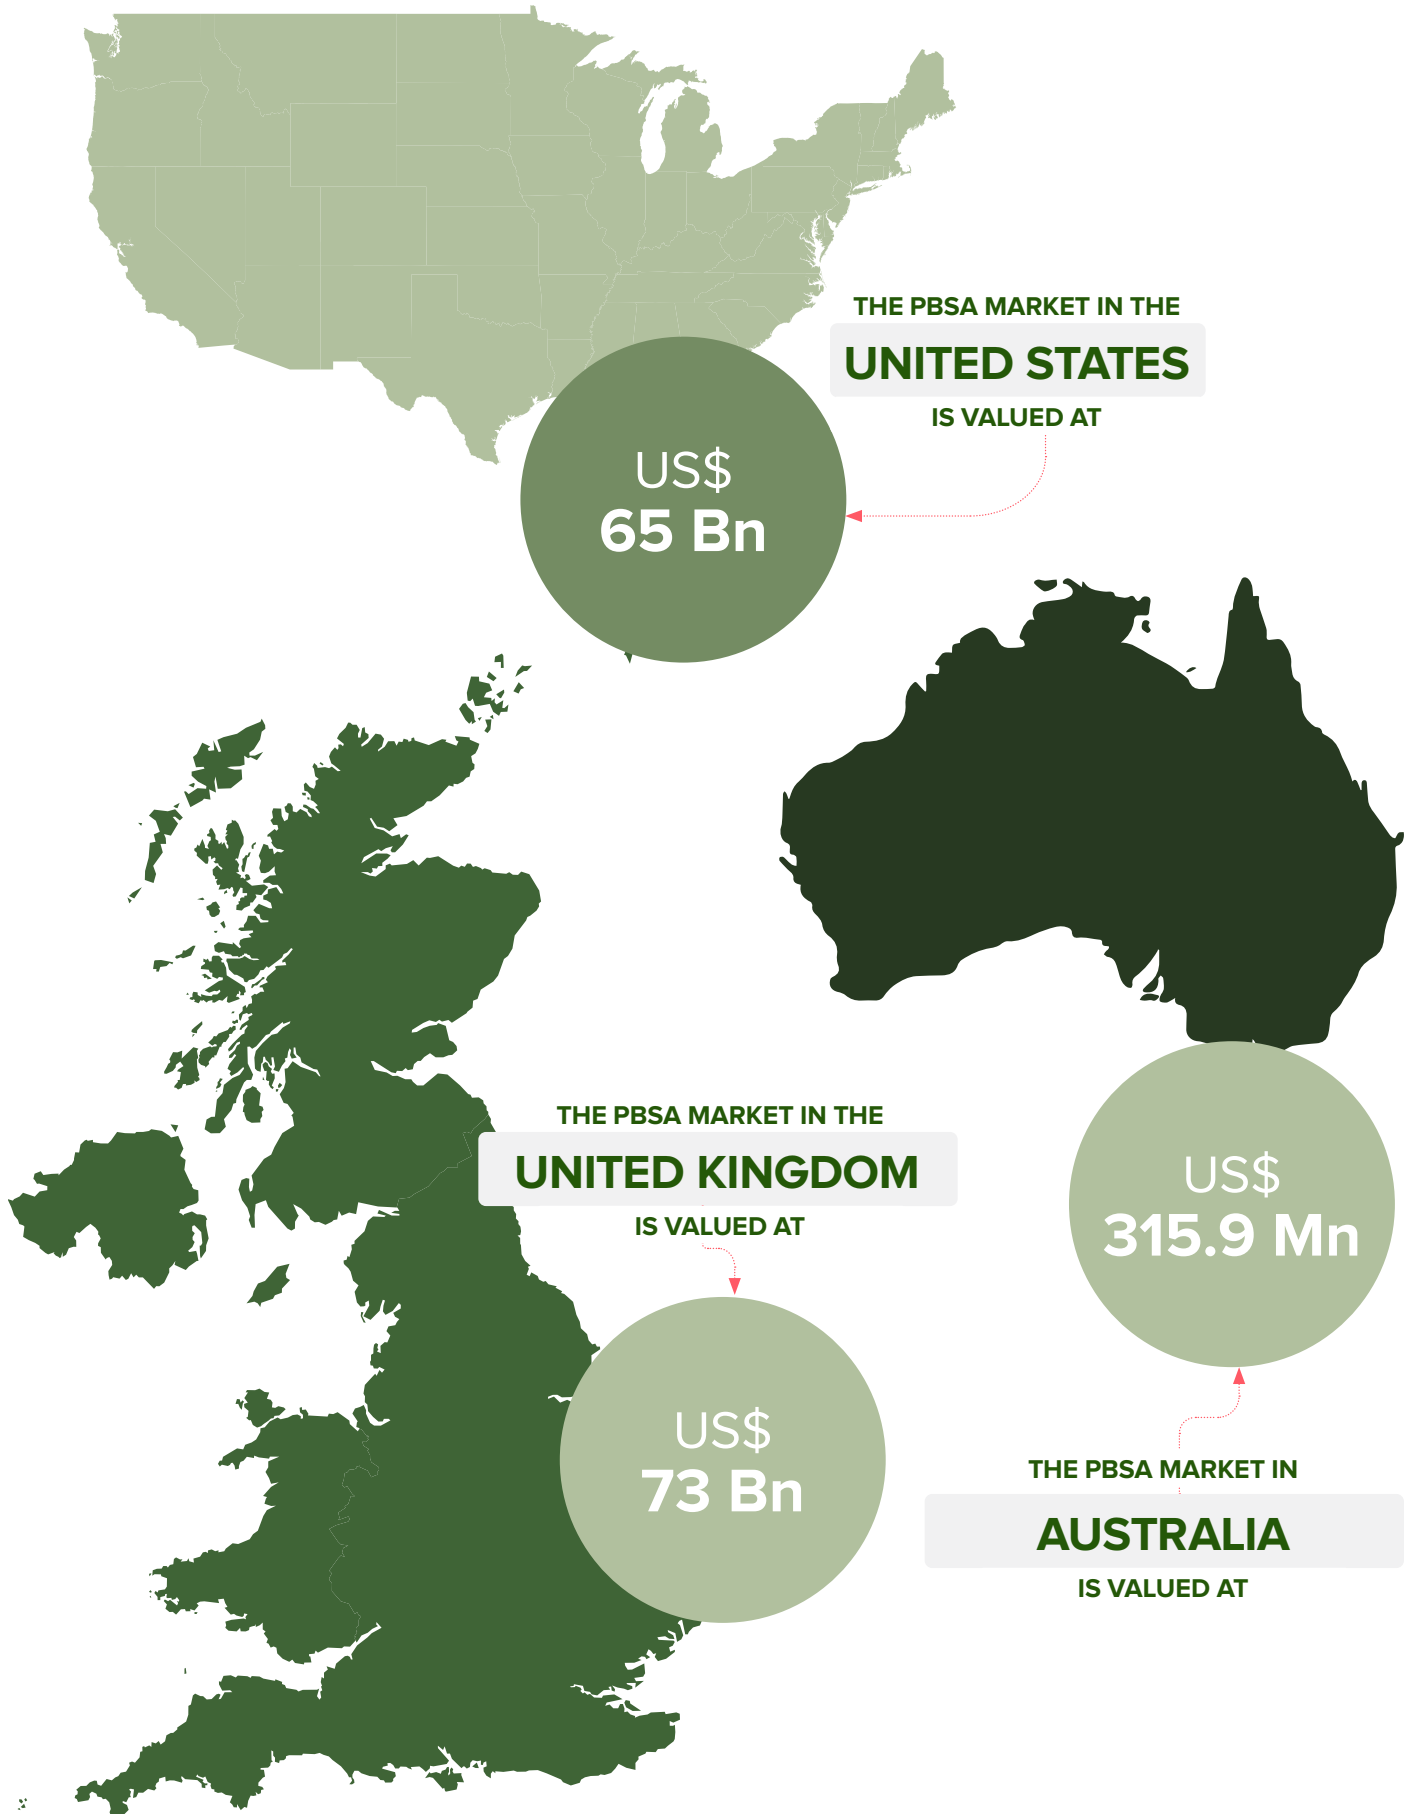 THE PBSA MARKET IN THE
UNITED STATES
IS VALUED AT
US$
65 Bn
THE PBSA MARKET IN THE
UNITED KINGDOM
IS VALUED AT
US$
73 Bn
US$
315.9 Mn
THE PBSA MARKET IN
AUSTRALIA
IS VALUED AT